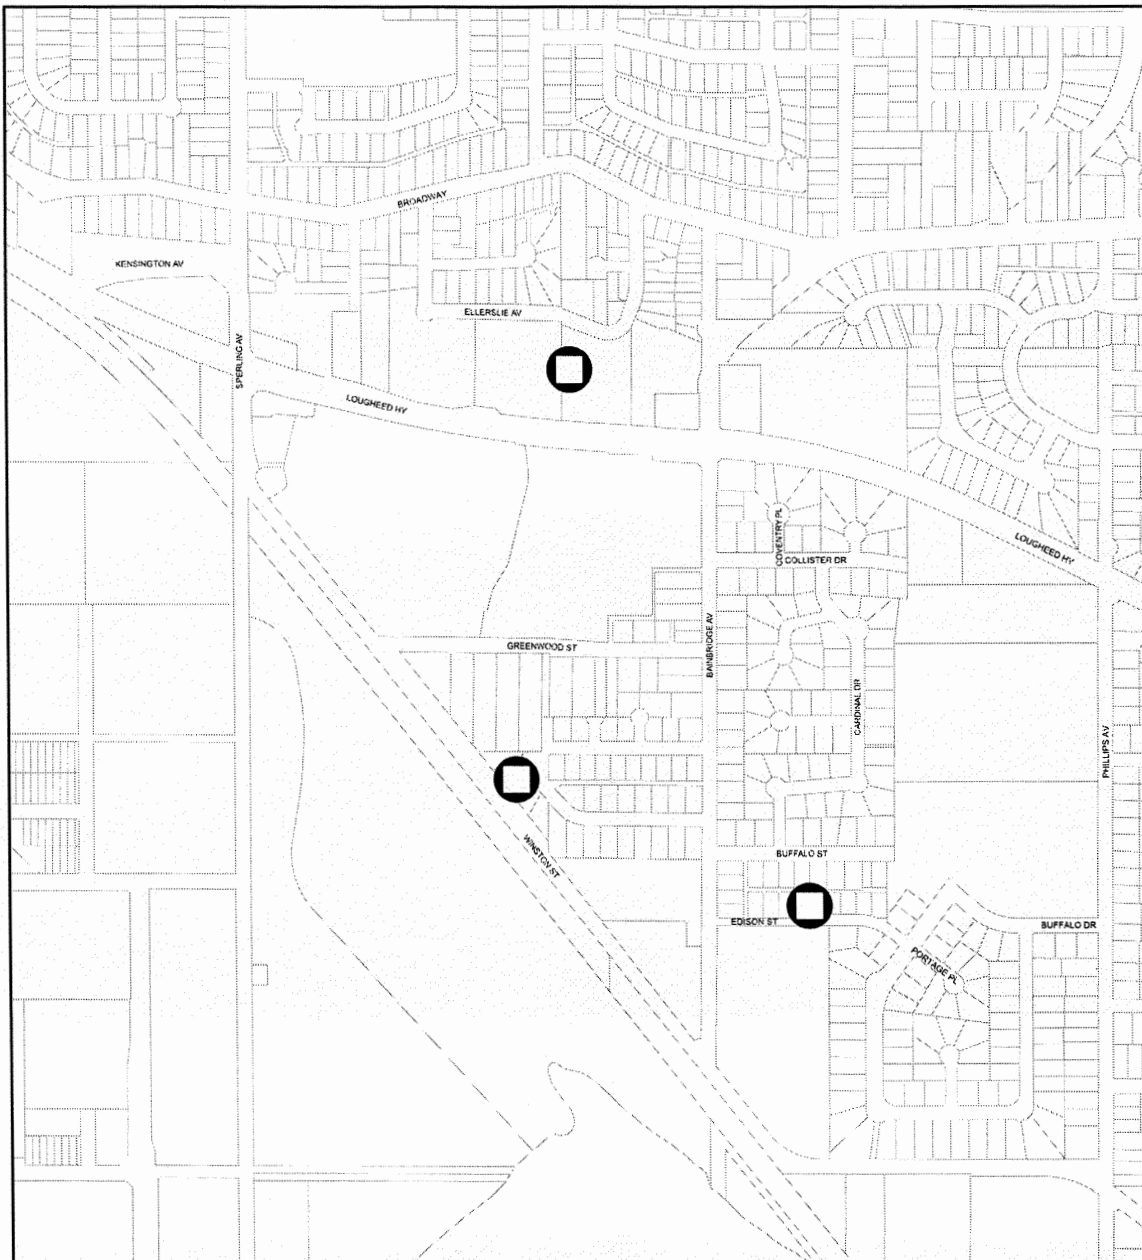 BROADWAY
KENSINGTON AV
ELLERSLIE AV
SPERLING AV
LOUGHEED HY
LOUGHEED HY
COVENTRY PL
COLLISTER DR
GREENWOOD ST
BAINBRIDGE AV
CARDINAL DR
PHILLIPS AV
WINSTON ST
BUFFALO ST
EDISON ST
BUFFALO DR
PORTAGE PL